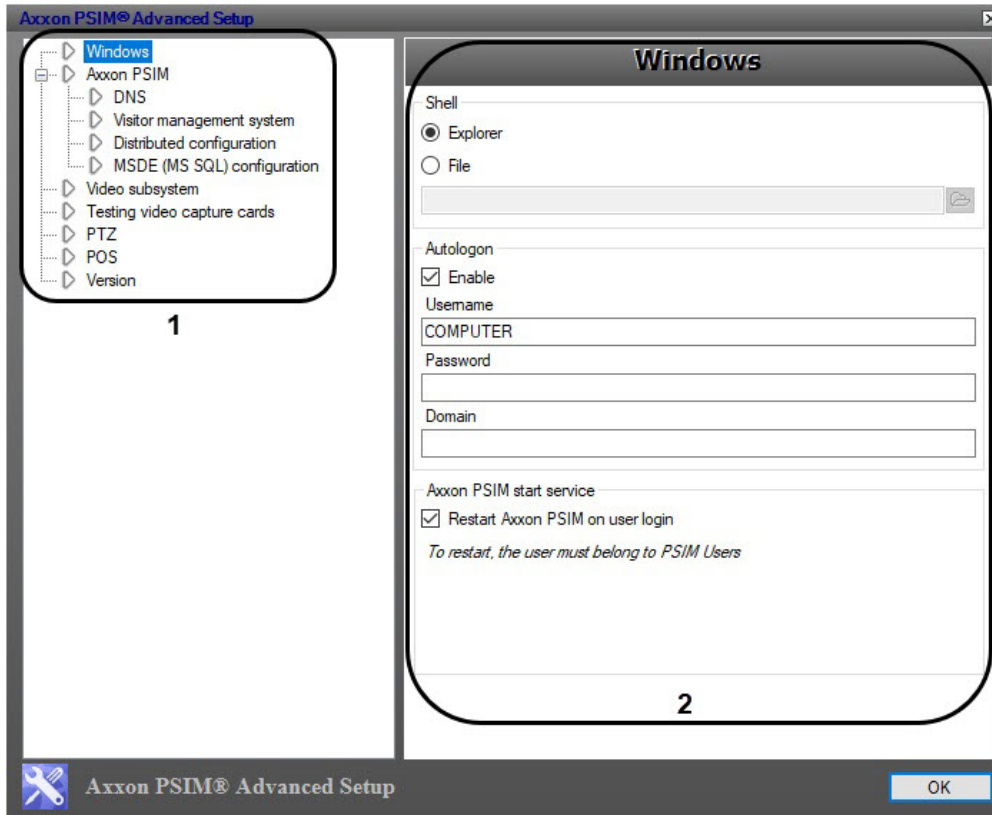 Axxon PSIM® Advanced Setup
Windows
Axxon PSIM
DNS
Visitor management system
Distributed configuration
MSDE (MS SQL) configuration
Video subsystem
Testing video capture cards
PTZ
POS
Version
1
Windows
Shell
Explorer
File
Autologon
Enable
Username
COMPUTER
Password
Domain
Axxon PSIM start service
Restart Axxon PSIM on user login
To restart, the user must belong to PSIM Users
2
Axxon PSIM® Advanced Setup
OK